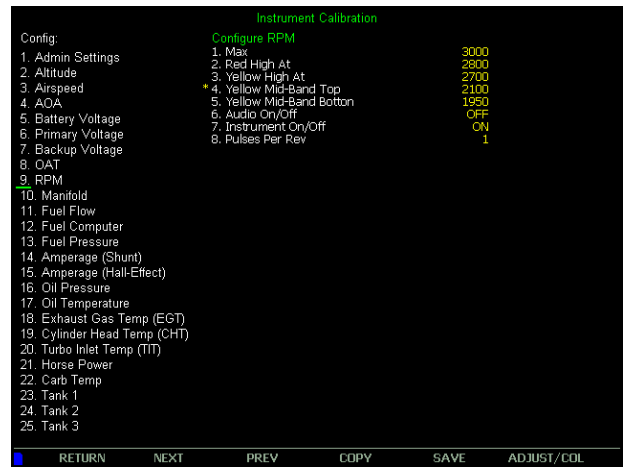 Instrument Calibration
Config:
1. Admin Settings
2. Altitude
3. Airspeed
4. AOA
5. Battery Voltage
6. Primary Voltage
7. Backup Voltage
8. OAT
9. RPM
10. Manifold
11. Fuel Flow
12. Fuel Computer
13. Fuel Pressure
14. Amperage (Shunt)
15. Amperage (Hall-Effect)
16. Oil Pressure
17. Oil Temperature
18. Exhaust Gas Temp (EGT)
19. Cylinder Head Temp (CHT)
20. Turbo Inlet Temp (TIT)
21. Horse Power
22. Carb Temp
23. Tank 1
24. Tank 2
25. Tank 3
Configure RPM
1. Max 3000
2. Red High At 2800
3. Yellow High At 2700
* 4. Yellow Mid-Band Top 2100
5. Yellow Mid-Band Botton 1950
6. Audio On/Off OFF
7. Instrument On/Off ON
8. Pulses Per Rev 1
RETURN NEXT PREV COPY SAVE ADJUST/COL